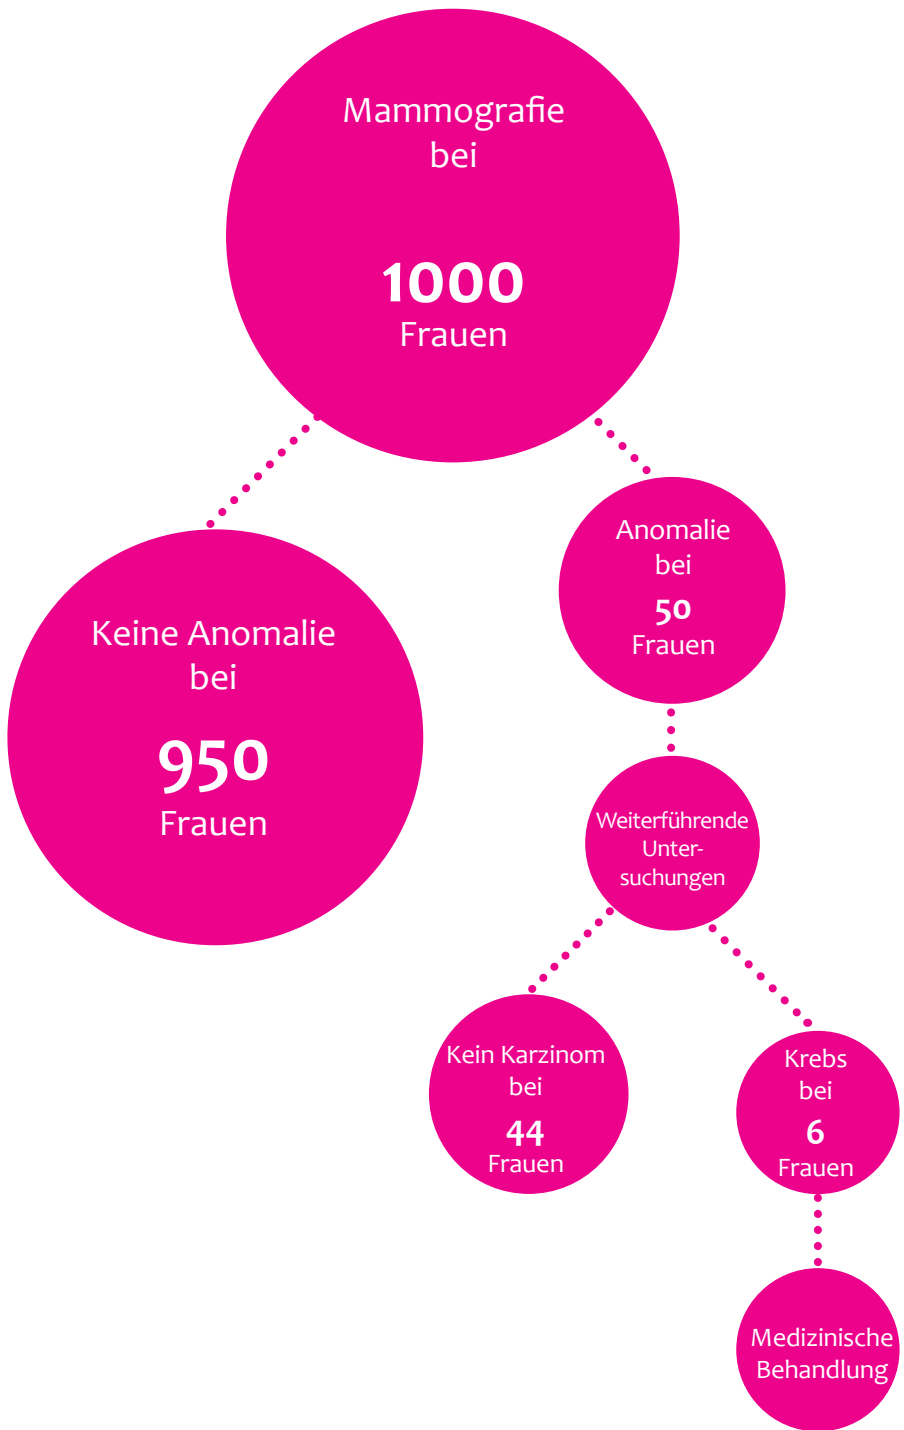 Mammografie
bei
1000
Frauen
Keine Anomalie
bei
950
Frauen
Anomalie
bei
50
Frauen
Weiterführende
Unter-
suchungen
Kein Karzinom
bei
44
Frauen
Krebs
bei
6
Frauen
Medizinische
Behandlung